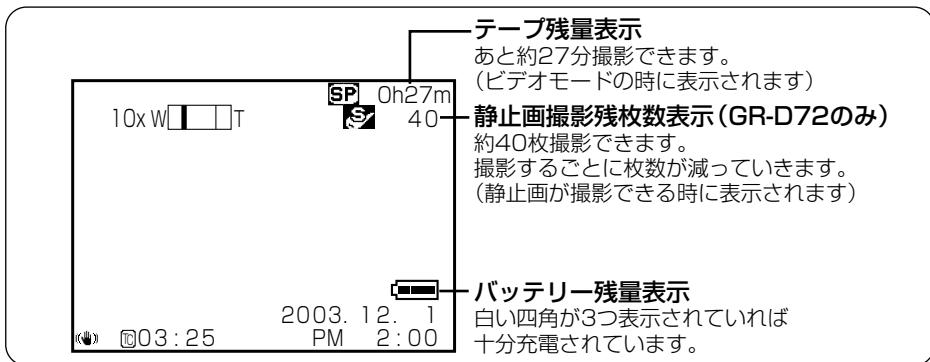 テープ残量表示
あと約27分撮影できます。
(ビデオモードの時に表示されます)
SP 0h27m
10x W T
S 40
静止画撮影残枚数表示(GR-D72のみ)
約40枚撮影できます。
撮影するごとに枚数が減っていきます。
(静止画が撮影できる時に表示されます)
バッテリー残量表示
白い四角が3つ表示されていれば
十分充電されています。
2003. 12. 1
TC 03:25 PM 2:00